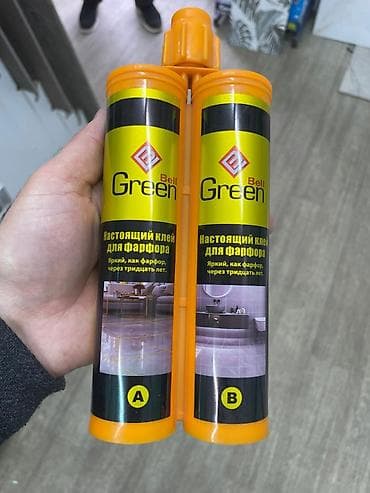 Bell
Green
Настоящий клей
для фарфора
Яркий, как фарфор,
через тридцать лет.
A
Bell
Green
Настоящий клей
для фарфора
Яркий, как фарфор,
через тридцать лет.
B